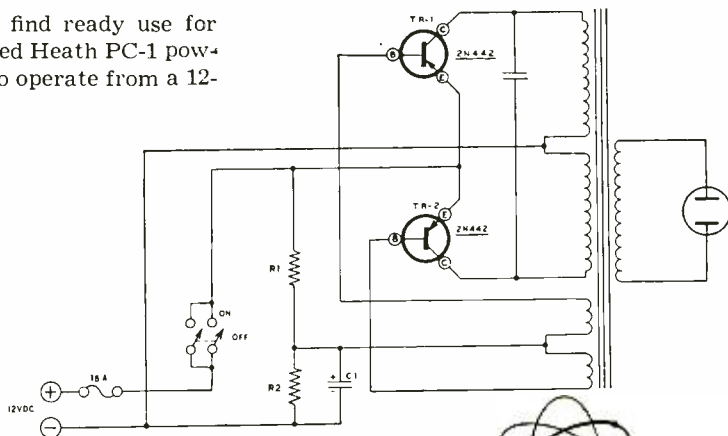 find ready use for
ed Heath PC-1 pow-
o operate from a 12-
TR-1
C
B
2N442
E
TR-2
E
B
2N442
C
R1
ON
OFF
15A
+
12VDC
−
R2
+
C1